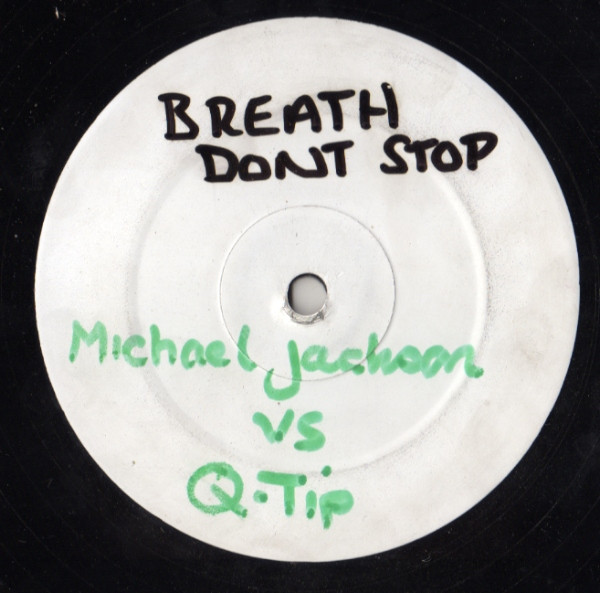 BREATH
DONT STOP
Michael Jackson
VS
Q-Tip